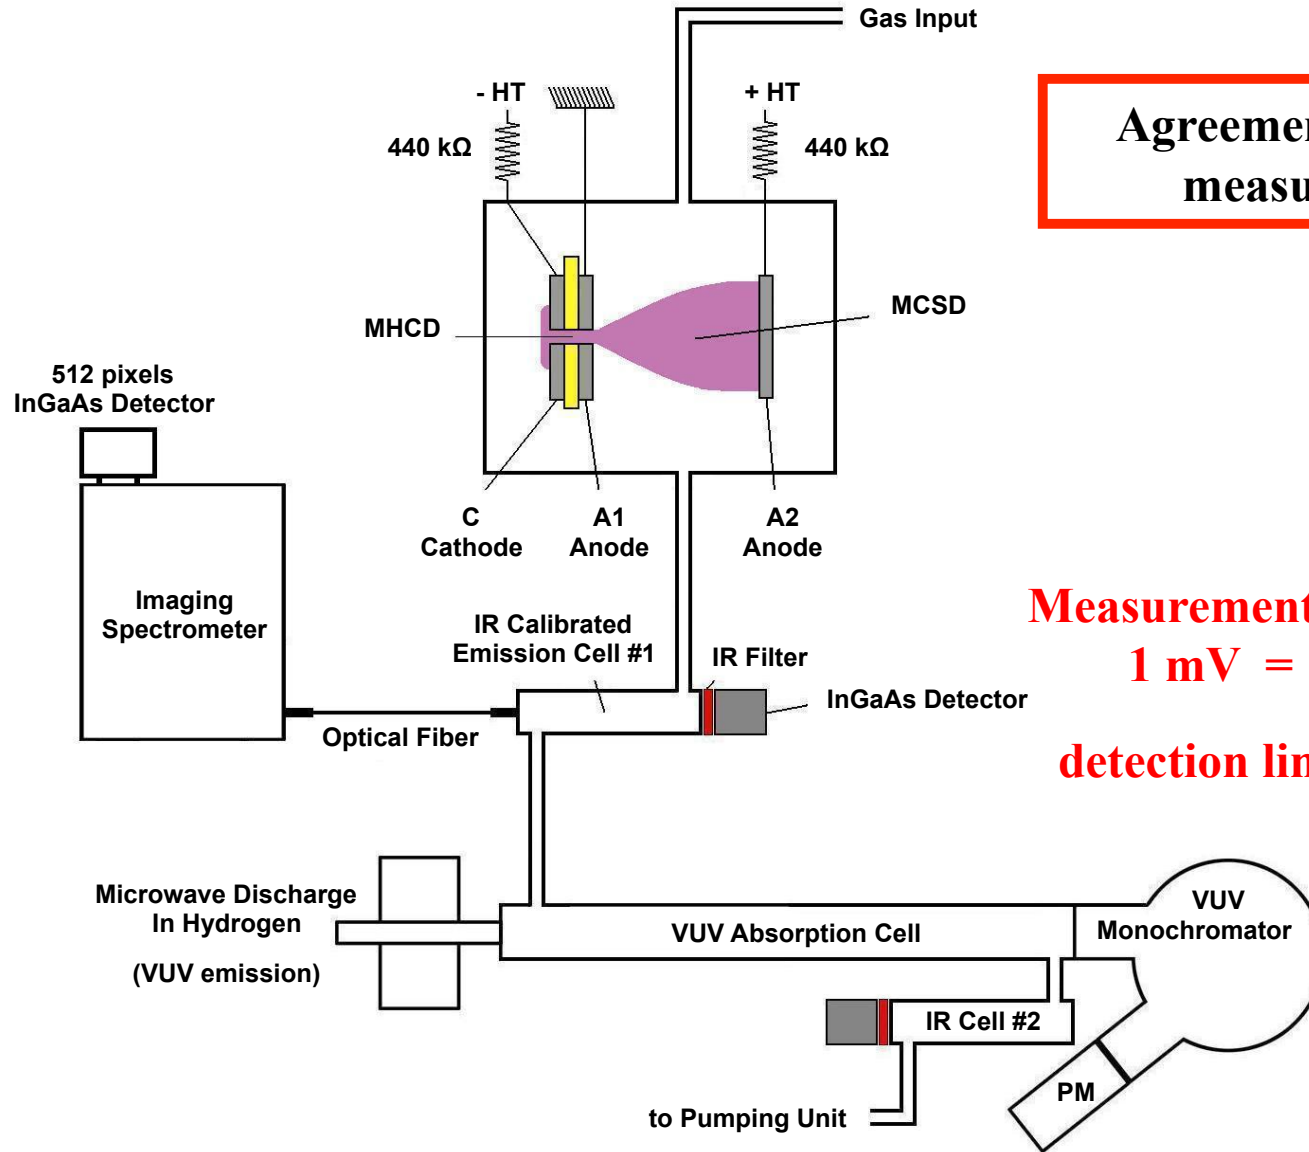 Gas Input
- HT
+ HT
440 kΩ
440 kΩ
MHCD
MCSD
512 pixels
InGaAs Detector
C
Cathode
A1
Anode
A2
Anode
Imaging
Spectrometer
IR Calibrated
Emission Cell #1
IR Filter
InGaAs Detector
Optical Fiber
Microwave Discharge
In Hydrogen
(VUV emission)
VUV Absorption Cell
VUV
Monochromator
IR Cell #2
PM
to Pumping Unit
measu
Measurement
1 mV =
detection